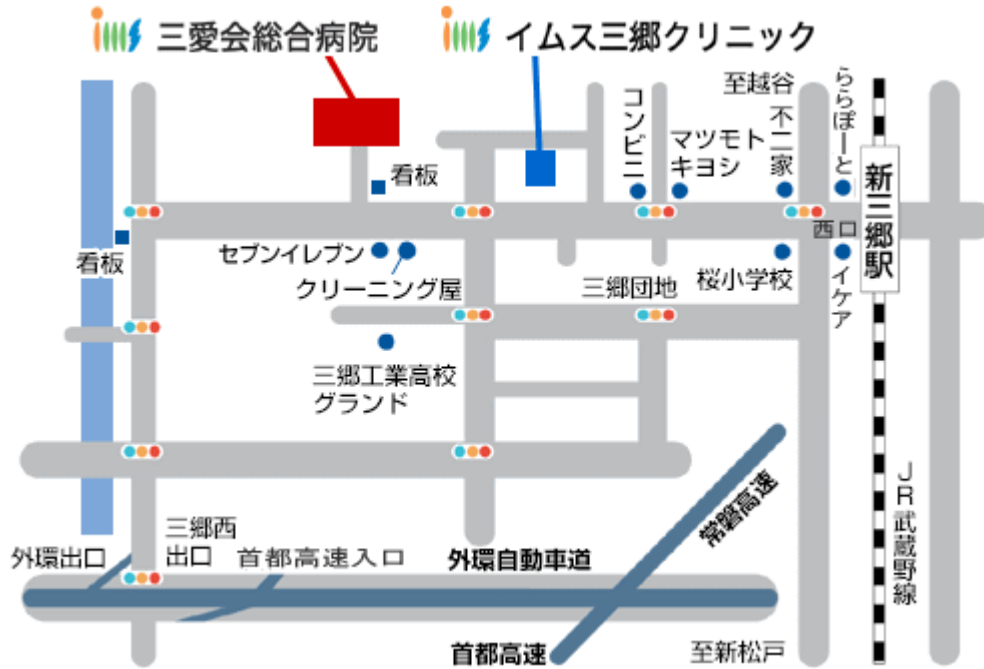 ims 三愛会総合病院
ims イムス三郷クリニック
至越谷
ららぽーと
コンビニ
マツモト
キヨシ
不二家
看板
新三郷駅
西口
看板
セブンイレブン
クリーニング屋
三郷団地
桜小学校
イケア
三郷工業高校
グランド
常磐高速
JR武蔵野線
三郷西
出口
外環出口
首都高速入口
外環自動車道
首都高速
至新松戸